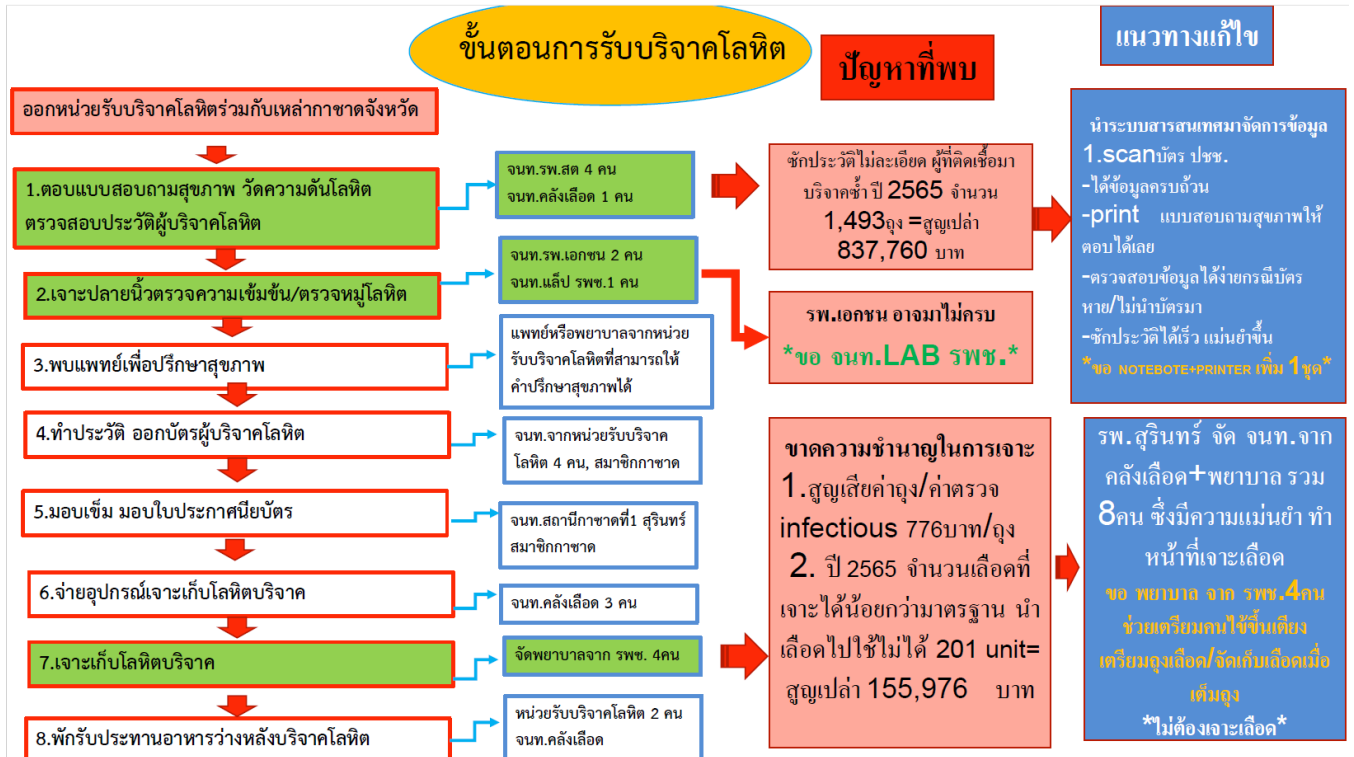 ขั้นตอนการรับบริจาคโลหิต
ปัญหาที่พบ
แนวทางแก้ไข
ออกหน่วยรับบริจาคโลหิตร่วมกับเหล่ากาชาดจังหวัด
1.ตอบแบบสอบถามสุขภาพ วัดความดันโลหิต
ตรวจสอบประวัติผู้บริจาคโลหิต
จนท.รพ.สต 4 คน
จนท.คลังเลือด 1 คน
ซักประวัติไม่ละเอียด ผู้ที่ติดเชื้อมา
บริจาคซ้ำ ปี 2565 จำนวน
1,493ถุง =สูญเปล่า
837,760 บาท
นำระบบสารสนเทศมาจัดการข้อมูล
1.scanบัตร ปชช.
-ได้ข้อมูลครบถ้วน
-print แบบสอบถามสุขภาพให้
ตอบได้เลย
-ตรวจสอบข้อมูลได้ง่ายกรณีบัตร
หาย/ไม่นำบัตรมา
-ซักประวัติได้เร็ว แม่นยำขึ้น
*ขอ NOTEBOTE+PRINTER เพิ่ม 1ชุด*
2.เจาะปลายนิ้วตรวจความเข้มข้น/ตรวจหมู่โลหิต
จนท.รพ.เอกชน 2 คน
จนท.แล็ป รพช.1 คน
รพ.เอกชน อาจมาไม่ครบ
*ขอ จนท.LAB รพช.*
3.พบแพทย์เพื่อปรึกษาสุขภาพ
แพทย์หรือพยาบาลจากหน่วย
รับบริจาคโลหิตที่สามารถให้
คำปรึกษาสุขภาพได้
4.ทำประวัติ ออกบัตรผู้บริจาคโลหิต
จนท.จากหน่วยรับบริจาค
โลหิต 4 คน, สมาชิกกาชาด
5.มอบเข็ม มอบใบประกาศนียบัตร
จนท.สถานีกาชาดที่1 สุรินทร์
สมาชิกกาชาด
6.จ่ายอุปกรณ์เจาะเก็บโลหิตบริจาค
จนท.คลังเลือด 3 คน
7.เจาะเก็บโลหิตบริจาค
จัดพยาบาลจาก รพช. 4คน
ขาดความชำนาญในการเจาะ
1.สูญเสียค่าถุง/ค่าตรวจ
infectious 776บาท/ถุง
2. ปี 2565 จำนวนเลือดที่
เจาะได้น้อยกว่ามาตรฐาน นำ
เลือดไปใช้ไม่ได้ 201 unit=
สูญเปล่า 155,976 บาท
รพ.สุรินทร์ จัด จนท.จาก
คลังเลือด+พยาบาล รวม
8คน ซึ่งมีความแม่นยำ ทำ
หน้าที่เจาะเลือด
ขอ พยาบาล จาก รพช.4คน
ช่วยเตรียมคนไข้ขึ้นเตียง
เตรียมถุงเลือด/จัดเก็บเลือดเมื่อ
เต็มถุง
*ไม่ต้องเจาะเลือด*
8.พักรับประทานอาหารว่างหลังบริจาคโลหิต
หน่วยรับบริจาคโลหิต 2 คน
จนท.คลังเลือด